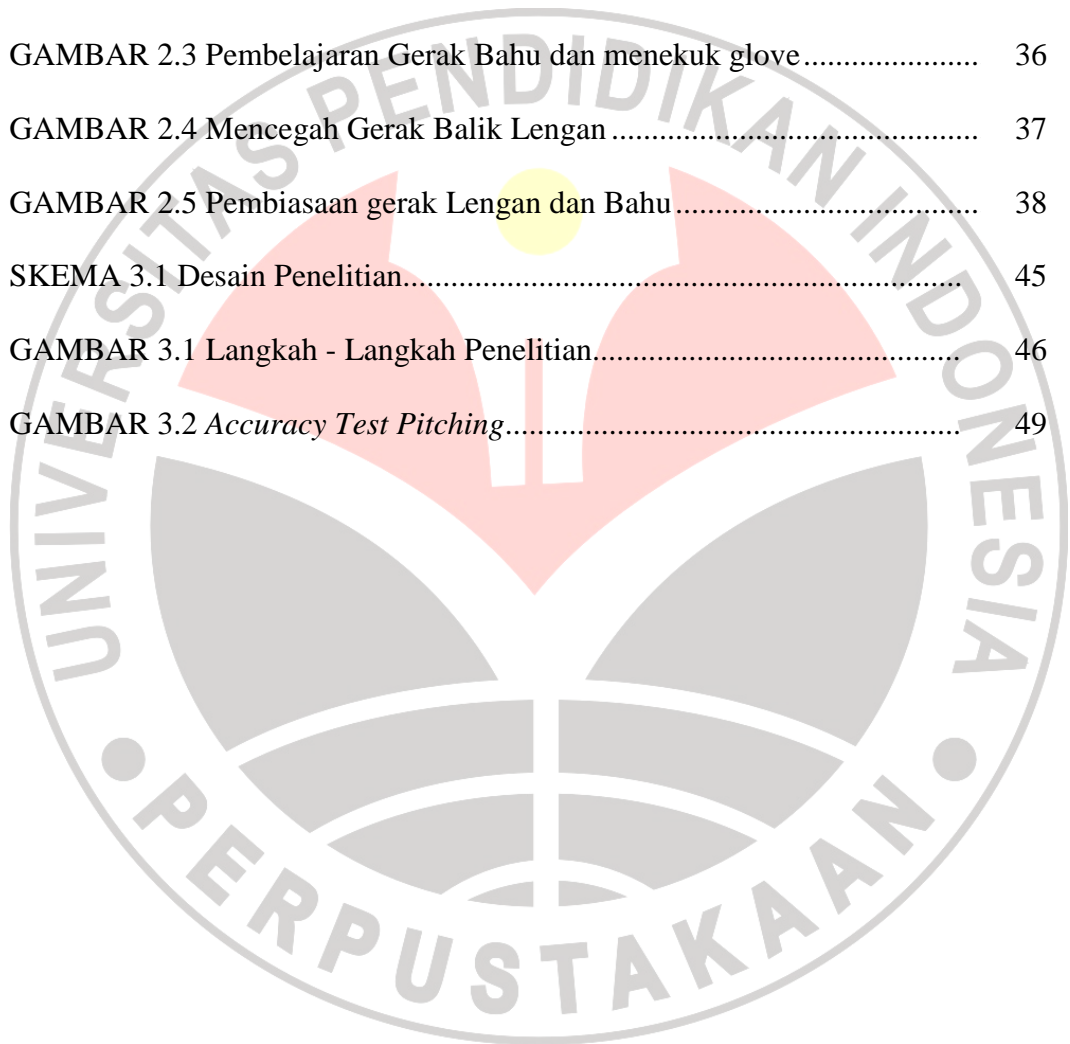 GAMBAR 2.3 Pembelajaran Gerak Bahu dan menekuk glove...................... 36
GAMBAR 2.4 Mencegah Gerak Balik Lengan.............................................. 37
GAMBAR 2.5 Pembiasaan gerak Lengan dan Bahu...................................... 38
SKEMA 3.1 Desain Penelitian...................................................................... 45
GAMBAR 3.1 Langkah - Langkah Penelitian.............................................. 46
GAMBAR 3.2 Accuracy Test Pitching......................................................... 49
UNIVERSITAS PENDIDIKAN INDONESIA
PERPUSTAKAAN